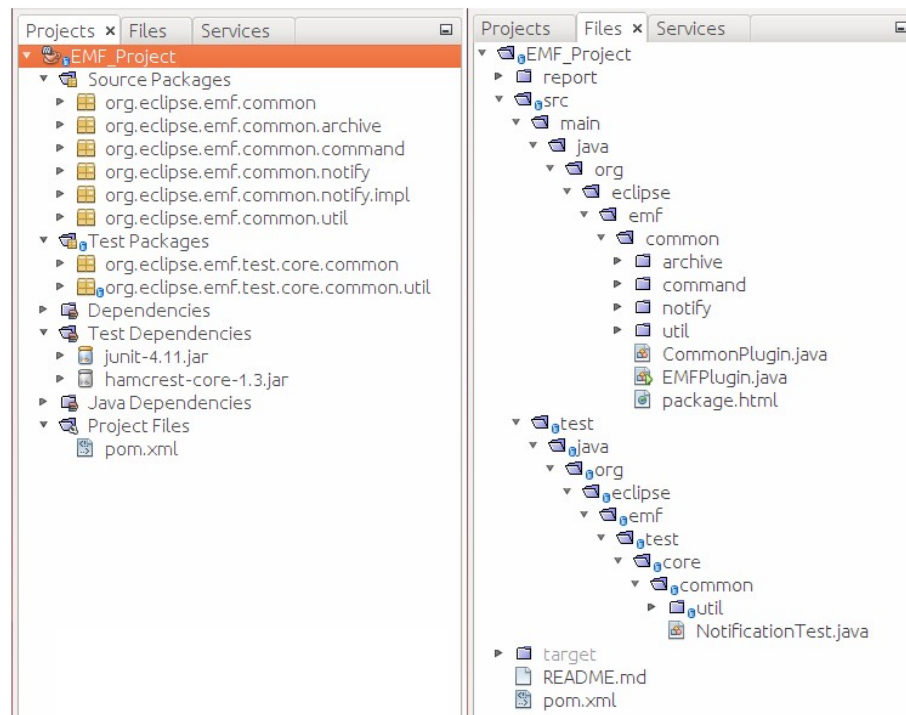 Projects Files Services
EMF_Project
Source Packages
org.eclipse.emf.common
org.eclipse.emf.common.archive
org.eclipse.emf.common.command
org.eclipse.emf.common.notify
org.eclipse.emf.common.notify.impl
org.eclipse.emf.common.util
Test Packages
org.eclipse.emf.test.core.common
org.eclipse.emf.test.core.common.util
Dependencies
Test Dependencies
junit-4.11.jar
hamcrest-core-1.3.jar
Java Dependencies
Project Files
pom.xml
Projects Files Services
EMF_Project
report
src
main
java
org
eclipse
emf
common
archive
command
notify
util
CommonPlugin.java
EMFPlugin.java
package.html
test
java
org
eclipse
emf
test
core
common
util
NotificationTest.java
target
README.md
pom.xml